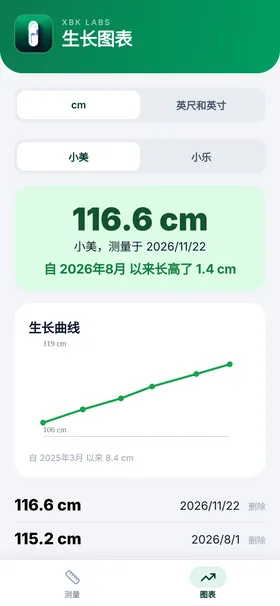 XBK LABS
生长图表
cm
英尺和英寸
小美
小乐
116.6 cm
小美，测量于 2026/11/22
自 2026年8月 以来长高了 1.4 cm
生长曲线
119 cm
106 cm
自 2025年3月 以来 8.4 cm
116.6 cm
2026/11/22
删除
115.2 cm
2026/8/1
删除
测量
图表